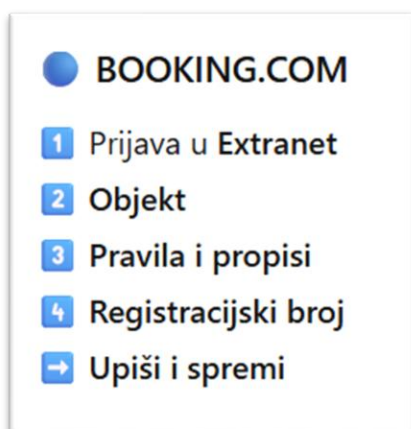 🔵 BOOKING.COM
1️⃣ Prijava u Extranet
2️⃣ Objekt
3️⃣ Pravila i propisi
4️⃣ Registracijski broj
➡️ Upiši i spremi